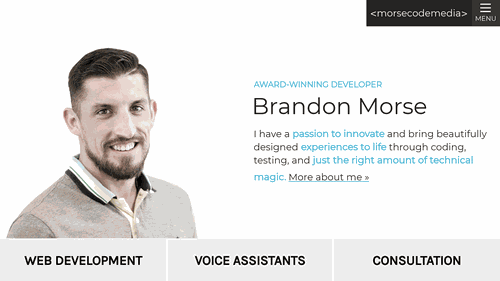 <morsecodemedia>
MENU
AWARD-WINNING DEVELOPER
Brandon Morse
I have a passion to innovate and bring beautifully
designed experiences to life through coding,
testing, and just the right amount of technical
magic. More about me »
WEB DEVELOPMENT
VOICE ASSISTANTS
CONSULTATION